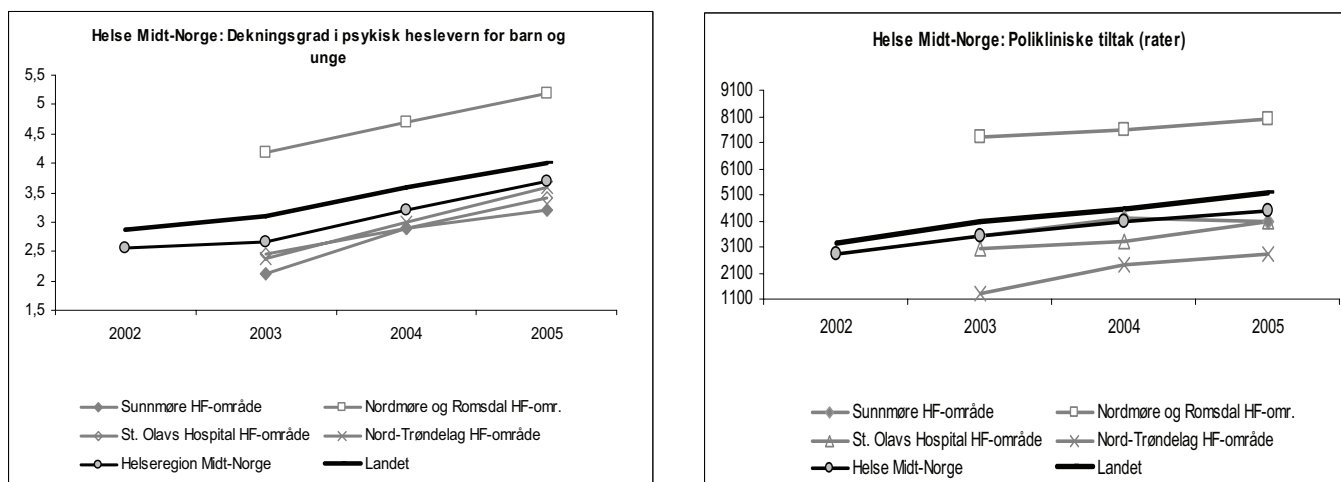 Helse Midt-Norge: Dekningsgrad i psykisk heslevern for barn og
unge
5,5
5
4,5
4
3,5
3
2,5
2
1,5
2002 2003 2004 2005
Sunnmøre HF-område Nordmøre og Romsdal HF-omr.
St. Olavs Hospital HF-område Nord-Trøndelag HF-område
Helseregion Midt-Norge Landet
Helse Midt-Norge: Polikliniske tiltak (rater)
9100
8100
7100
6100
5100
4100
3100
2100
1100
2002 2003 2004 2005
Sunnmøre HF-område Nordmøre og Romsdal HF-omr.
St. Olavs Hospital HF-område Nord-Trøndelag HF-område
Helse Midt-Norge Landet